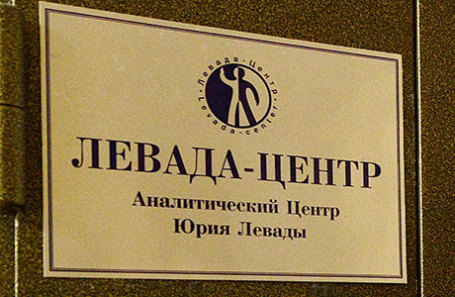 Левада-Центр
Levada-center
ЛЕВАДА-ЦЕНТР
Аналитический Центр
Юрия Левады